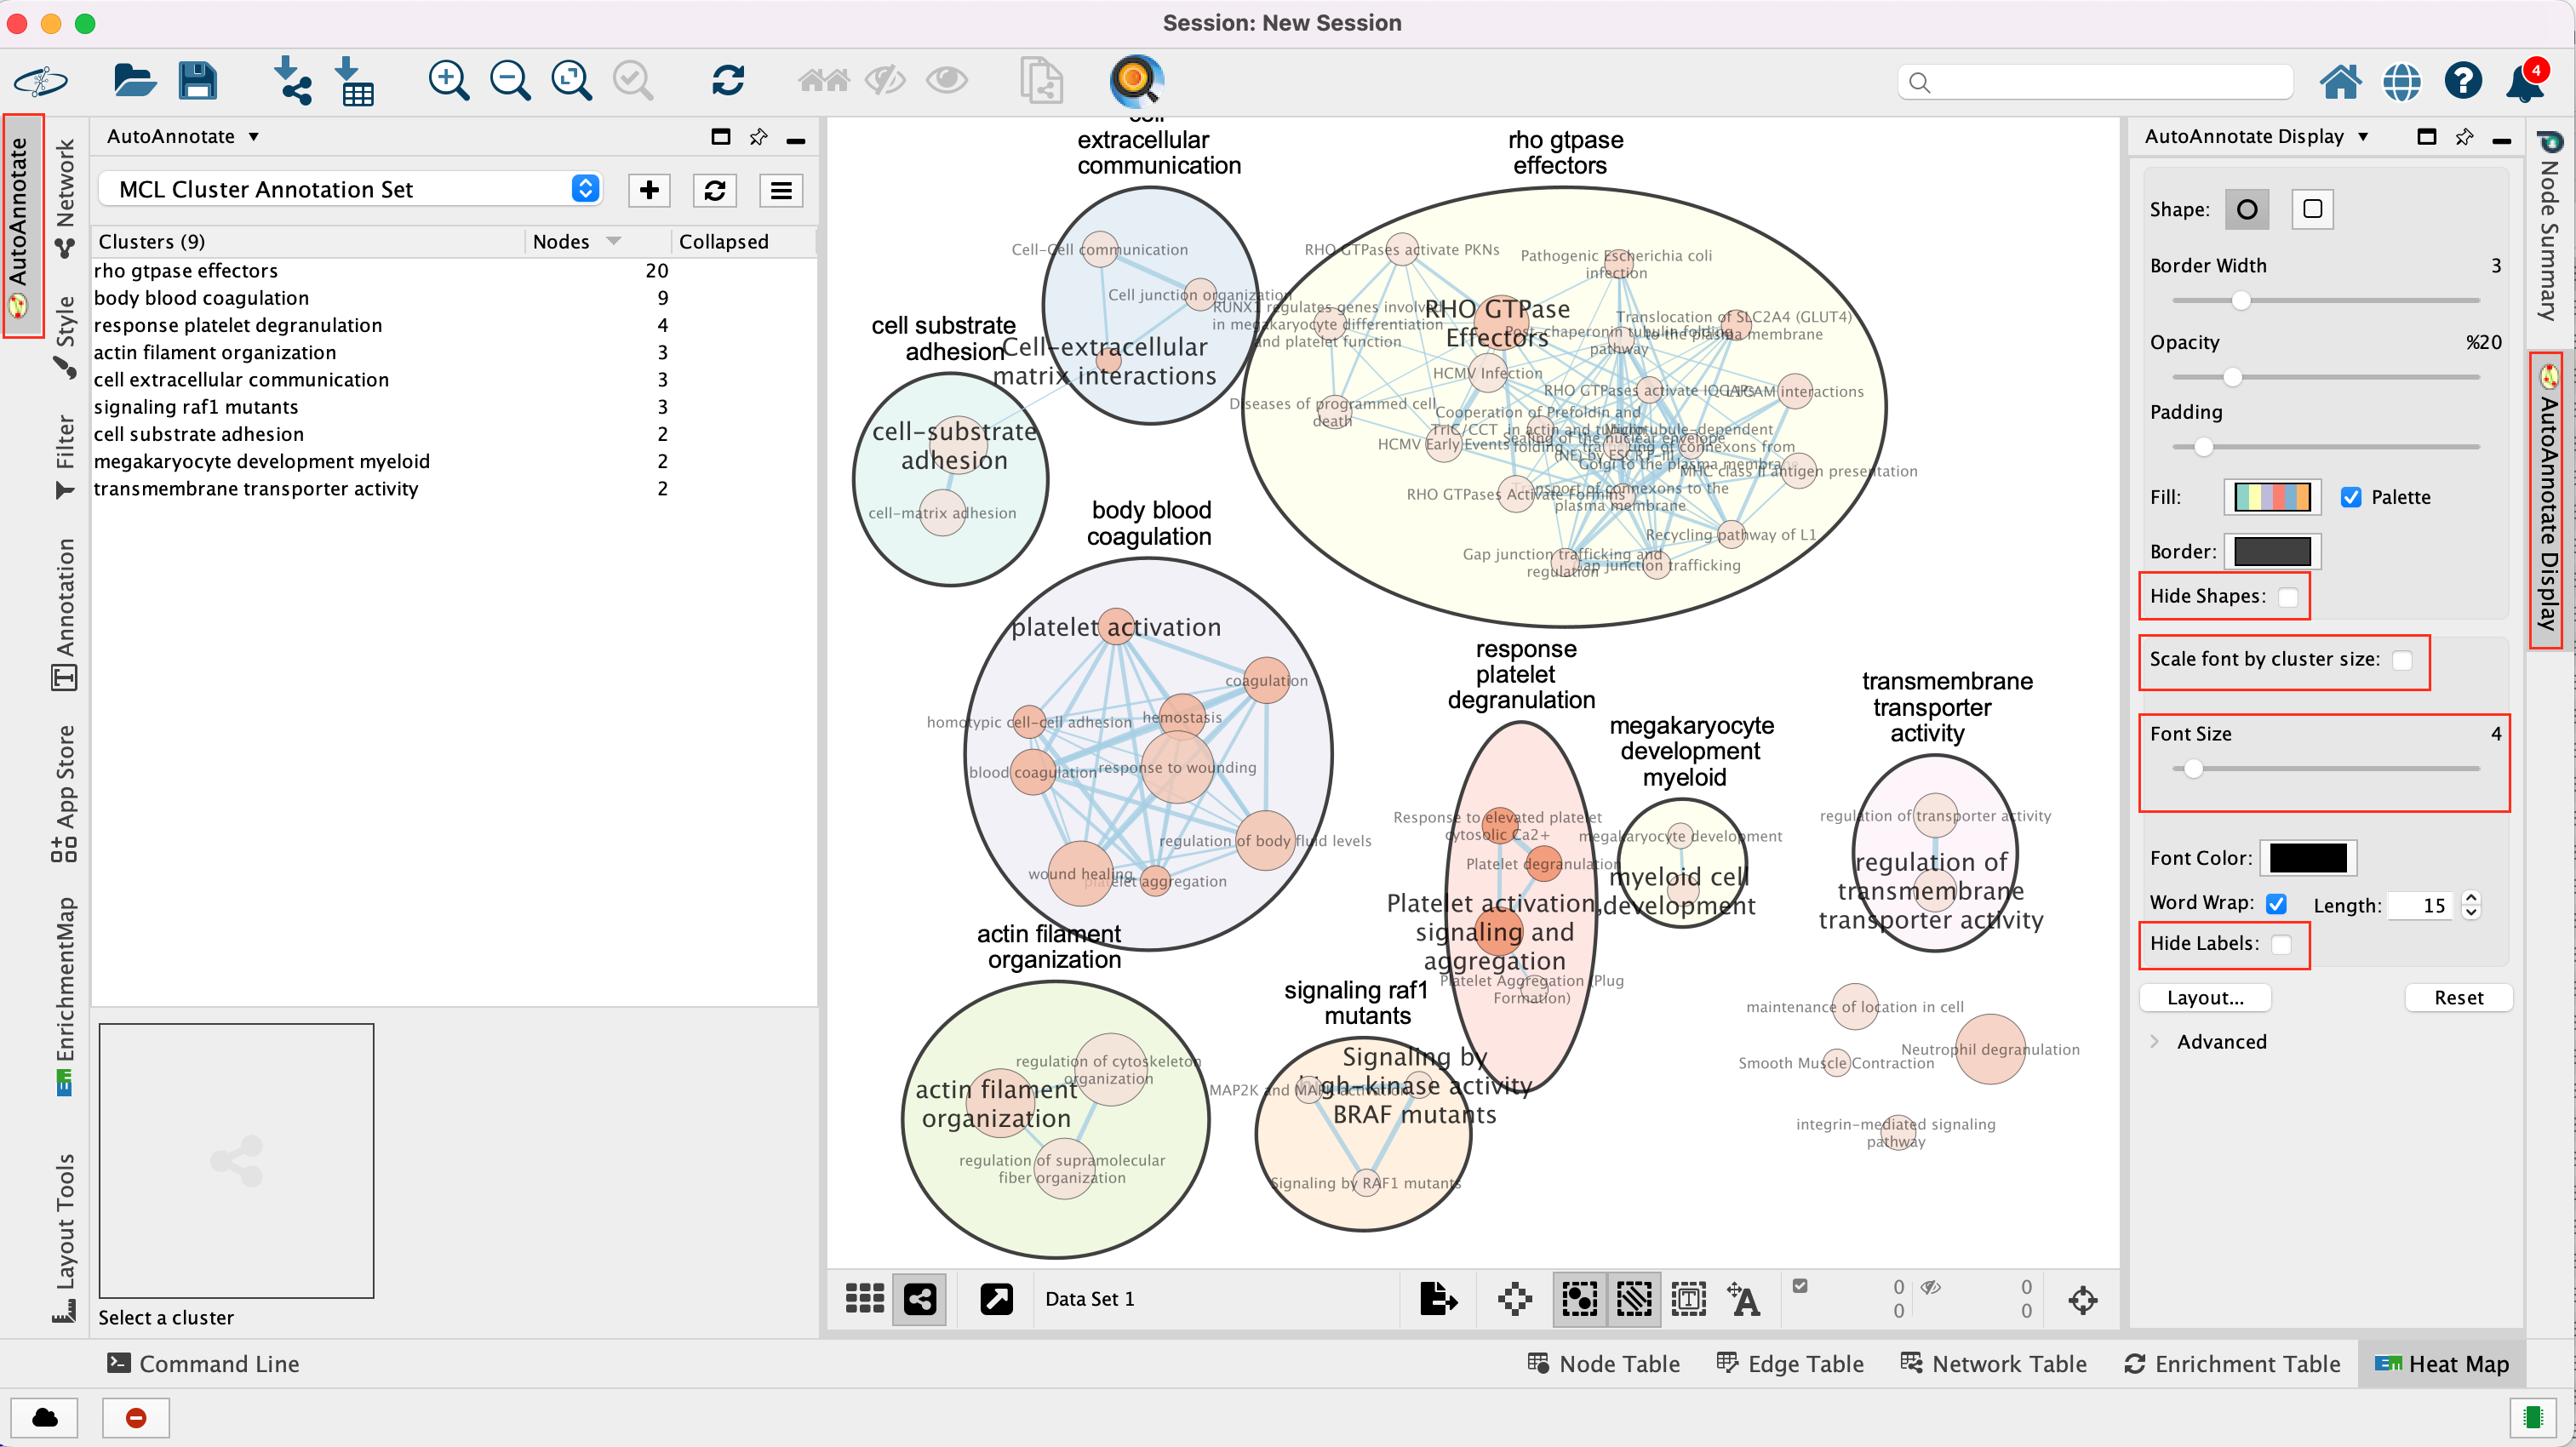 Session: New Session
4
AutoAnnotate
Network
Style
Filter
Annotation
App Store
EnrichmentMap
Layout Tools
AutoAnnotate
MCL Cluster Annotation Set
Clusters (9) Nodes Collapsed
rho gtpase effectors 20
body blood coagulation 9
response platelet degranulation 4
actin filament organization 3
cell extracellular communication 3
signaling raf1 mutants 3
cell substrate adhesion 2
megakaryocyte development myeloid 2
transmembrane transporter activity 2
Select a cluster
cell
extracellular
communication
Cell-Cell communication
Cell junction organization
Cell-extracellular
matrix interactions
cell substrate
adhesion
cell-substrate
adhesion
cell-matrix adhesion
rho gtpase
effectors
RHO GTPases activate PKNs
Pathogenic Escherichia coli
infection
RUNX1 regulates genes involved
in megakaryocyte differentiation
and platelet function
RHO GTPase
Effectors
Translocation of SLC2A4 (GLUT4)
to the plasma membrane
Post-chaperonin tubulin folding
pathway
HCMV Infection
RHO GTPases activate IQGAPs
L1CAM interactions
Diseases of programmed cell
death
Cooperation of Prefoldin and
TriC/CCT in actin and tubulin
folding
HCMV Early Events
Sealing of the nuclear envelope
(NE) by ESCRT-III
Golgi to the plasma membrane
MHC class II antigen presentation
RHO GTPases Activate Formins
Transport of connexons to the
plasma membrane
Recycling pathway of L1
Gap junction trafficking and
regulation
Gap junction trafficking
body blood
coagulation
platelet activation
coagulation
homotypic cell-cell adhesion
hemostasis
blood coagulation
response to wounding
regulation of body fluid levels
wound healing
platelet aggregation
response
platelet
degranulation
Response to elevated platelet
cytosolic Ca2+
Platelet degranulation
Platelet activation,
signaling and
aggregation
Platelet Aggregation (Plug
Formation)
megakaryocyte
development
myeloid
megakaryocyte development
myeloid cell
development
transmembrane
transporter
activity
regulation of transporter activity
regulation of
transmembrane
transporter activity
actin filament
organization
regulation of cytoskeleton
organization
actin filament
organization
regulation of supramolecular
fiber organization
signaling raf1
mutants
Signaling by
high-kinase activity
BRAF mutants
MAP2K and MAPK activation
Signaling by RAF1 mutants
maintenance of location in cell
Smooth Muscle Contraction
Neutrophil degranulation
integrin-mediated signaling
pathway
Data Set 1
0 0
0 0
AutoAnnotate Display
Shape:
Border Width 3
Opacity %20
Padding
Fill: Palette
Border:
Hide Shapes:
Scale font by cluster size:
Font Size 4
Font Color:
Word Wrap: Length: 15
Hide Labels:
Layout... Reset
Advanced
Node Summary
AutoAnnotate Display
Command Line
Node Table
Edge Table
Network Table
Enrichment Table
Heat Map